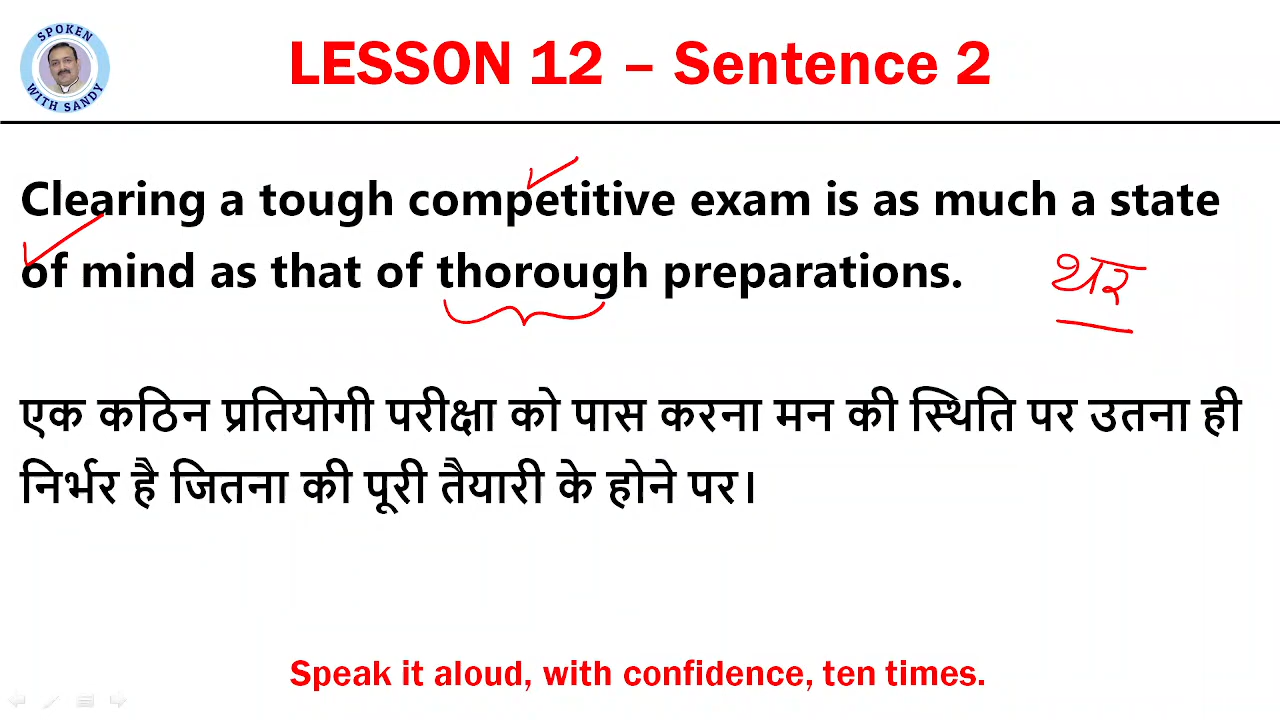 SPOKEN
WITH SANDY
LESSON 12 – Sentence 2
Clearing a tough competitive exam is as much a state
of mind as that of thorough preparations.
थर
एक कठिन प्रतियोगी परीक्षा को पास करना मन की स्थिति पर उतना ही
निर्भर है जितना की पूरी तैयारी के होने पर।
Speak it aloud, with confidence, ten times.